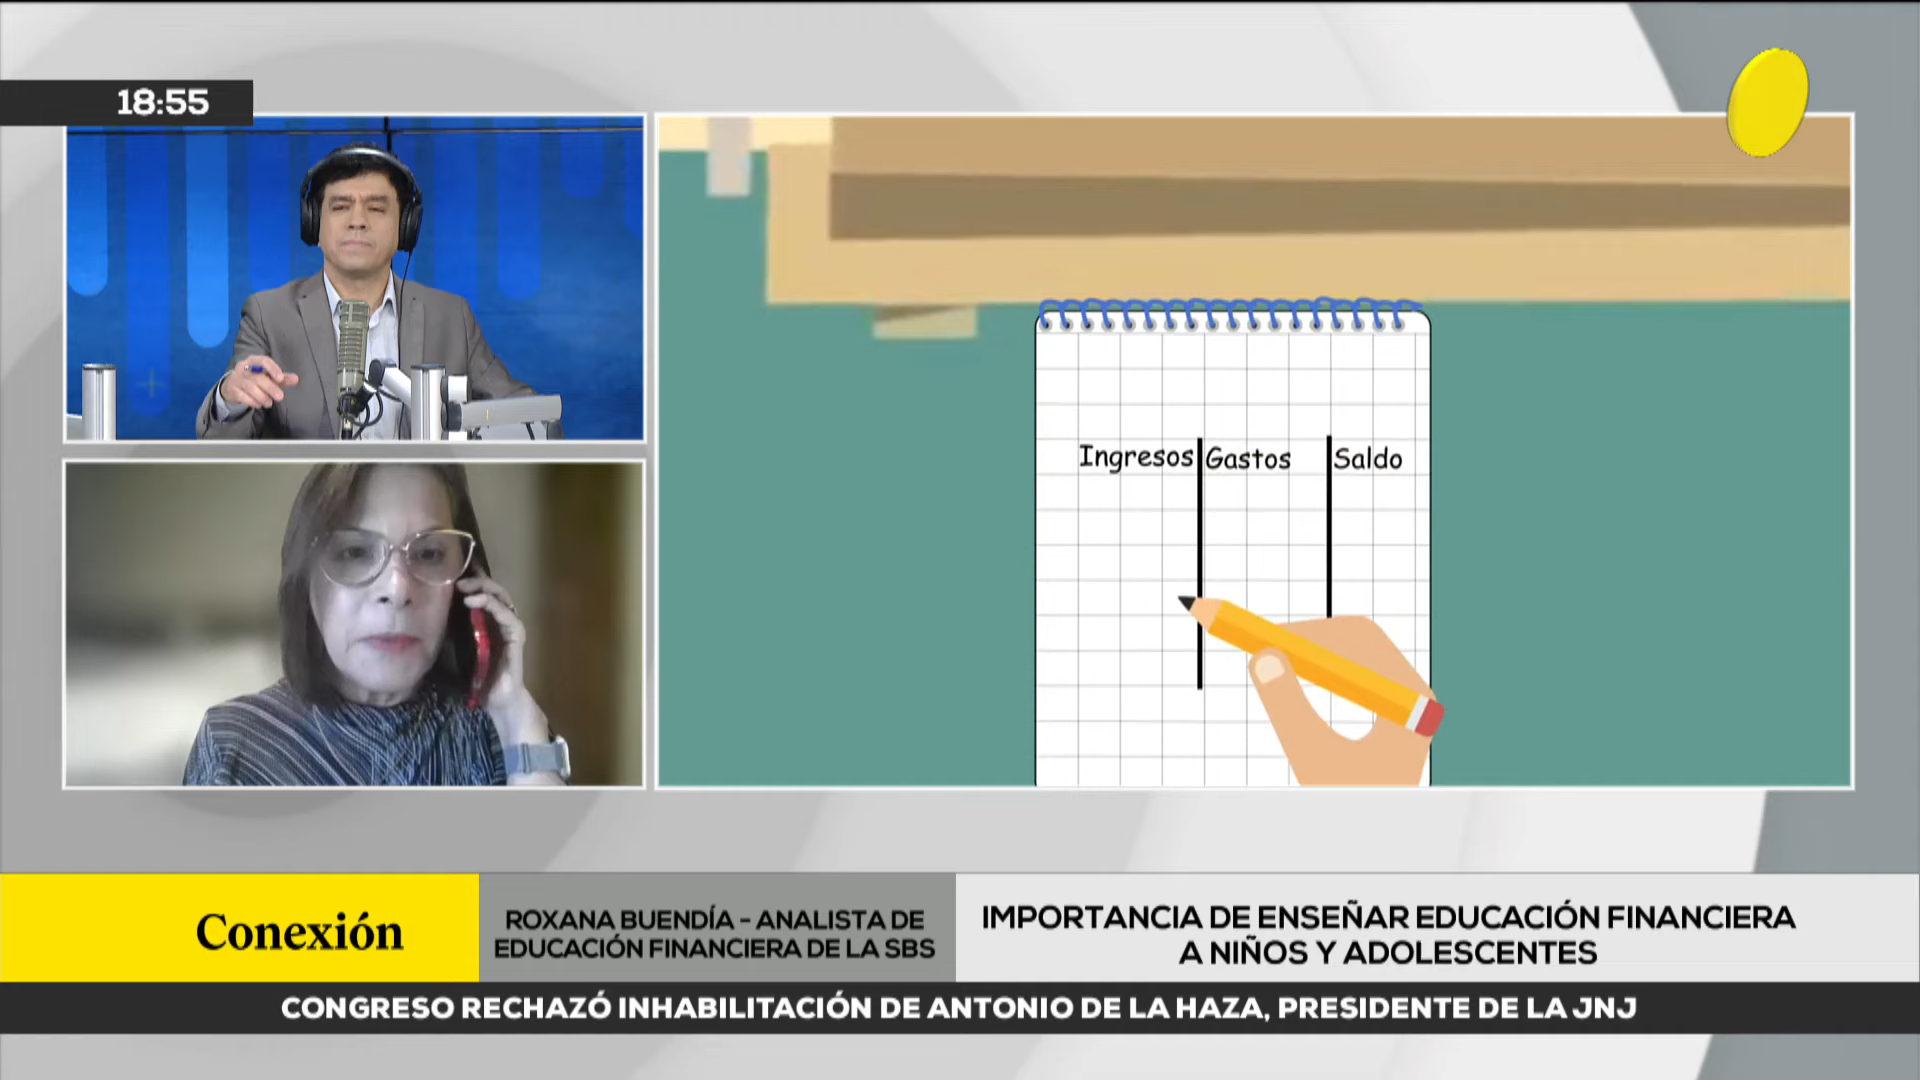 18:55
Ingresos Gastos Saldo
Conexión
ROXANA BUENDÍA - ANALISTA DE
EDUCACIÓN FINANCIERA DE LA SBS
IMPORTANCIA DE ENSEÑAR EDUCACIÓN FINANCIERA
A NIÑOS Y ADOLESCENTES
CONGRESO RECHAZÓ INHABILITACIÓN DE ANTONIO DE LA HAZA, PRESIDENTE DE LA JNJ